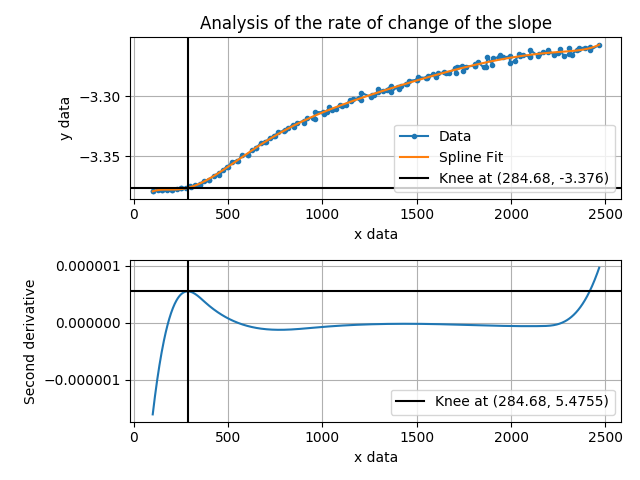 Analysis of the rate of change of the slope
y data
−3.30
−3.35
Data
Spline Fit
Knee at (284.68, -3.376)
0 500 1000 1500 2000 2500
x data
Second derivative
0.000001
0.000000
−0.000001
Knee at (284.68, 5.4755)
0 500 1000 1500 2000 2500
x data